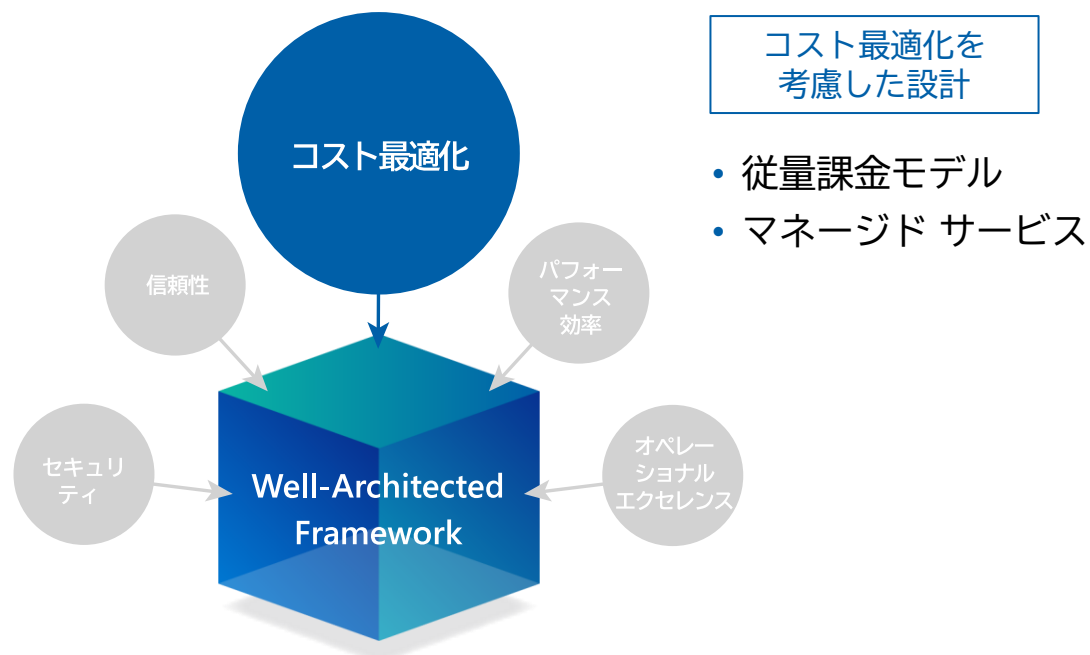 コスト最適化を
考慮した設計
コスト最適化
• 従量課金モデル
• マネージド サービス
信頼性
パフォー
マンス
効率
セキュリ
ティ
オペレー
ショナル
エクセレンス
Well-Architected
Framework